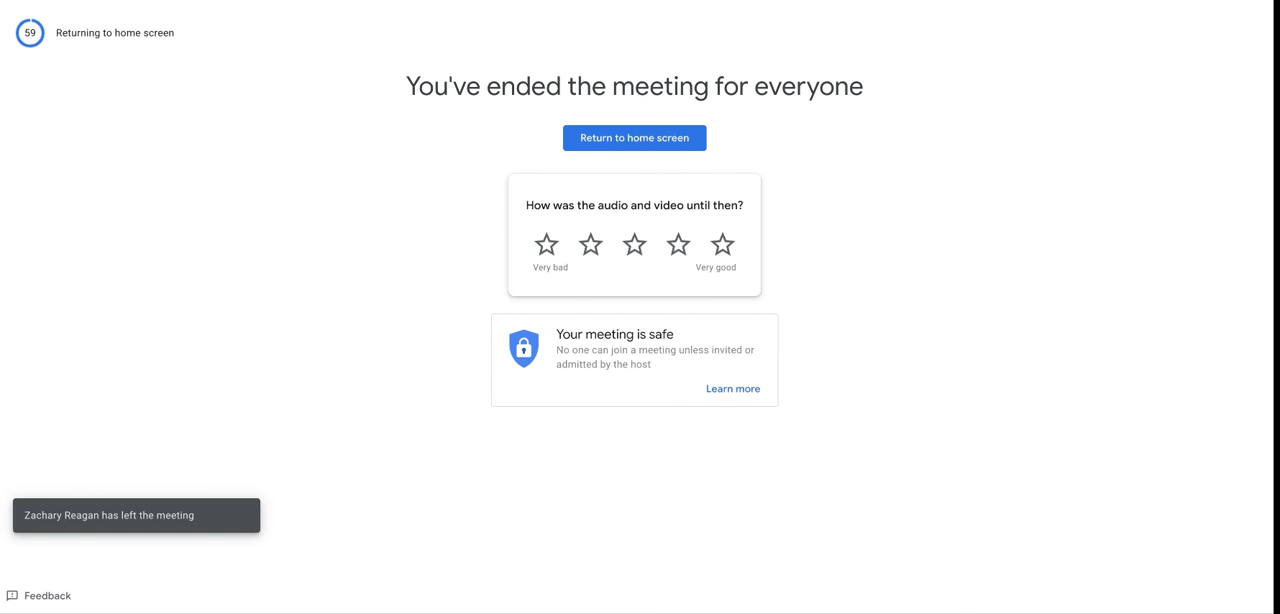 59
Returning to home screen
You've ended the meeting for everyone
Return to home screen
How was the audio and video until then?
Very bad
Very good
Your meeting is safe
No one can join a meeting unless invited or
admitted by the host
Learn more
Zachary Reagan has left the meeting
Feedback